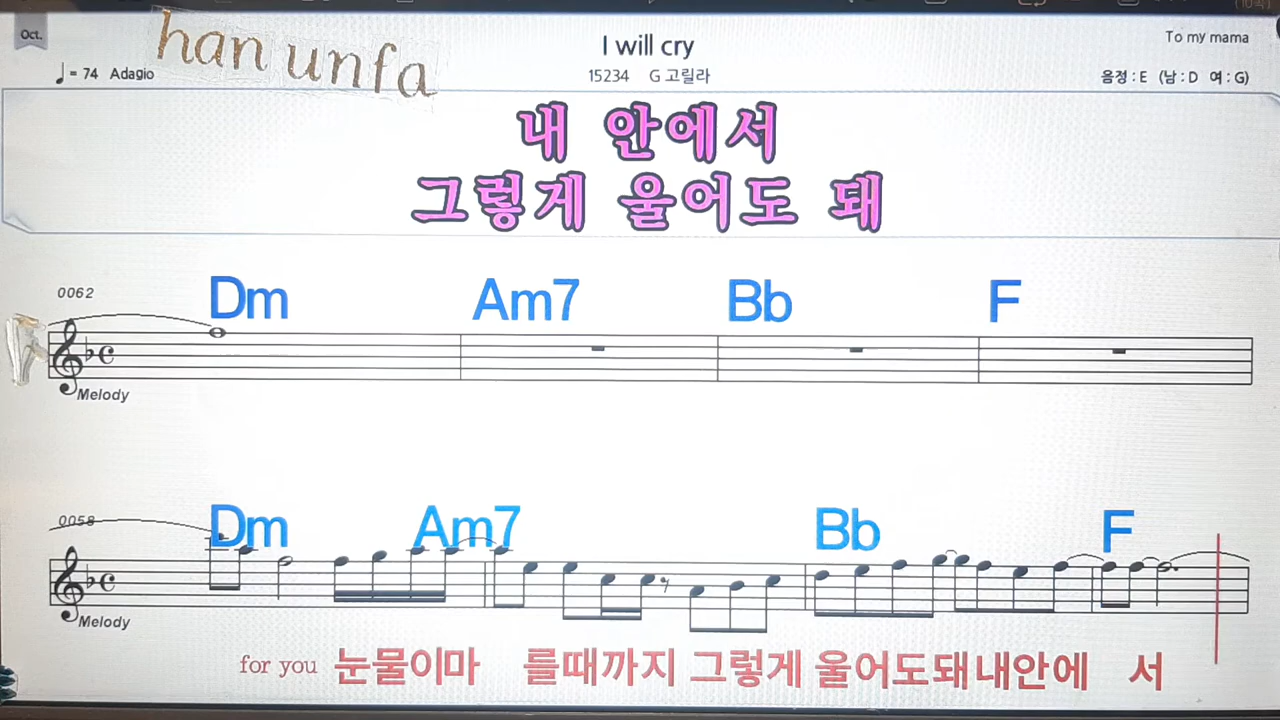 Oct.
han unfa
I will cry
To my mama
= 74 Adagio
15234 G 고릴라
음정 : E (남 : D 여 : G)
내 안에서
그렇게 울어도 돼
0062
Dm Am7 Bb F
Melody
0058
Dm Am7 Bb F
Melody
for you 눈물이마 를때까지 그렇게 울어도돼내안에 서